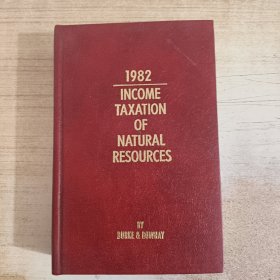 1982
INCOME
TAXATION
OF
NATURAL
RESOURCES
BY
BURKE & BOWHAY